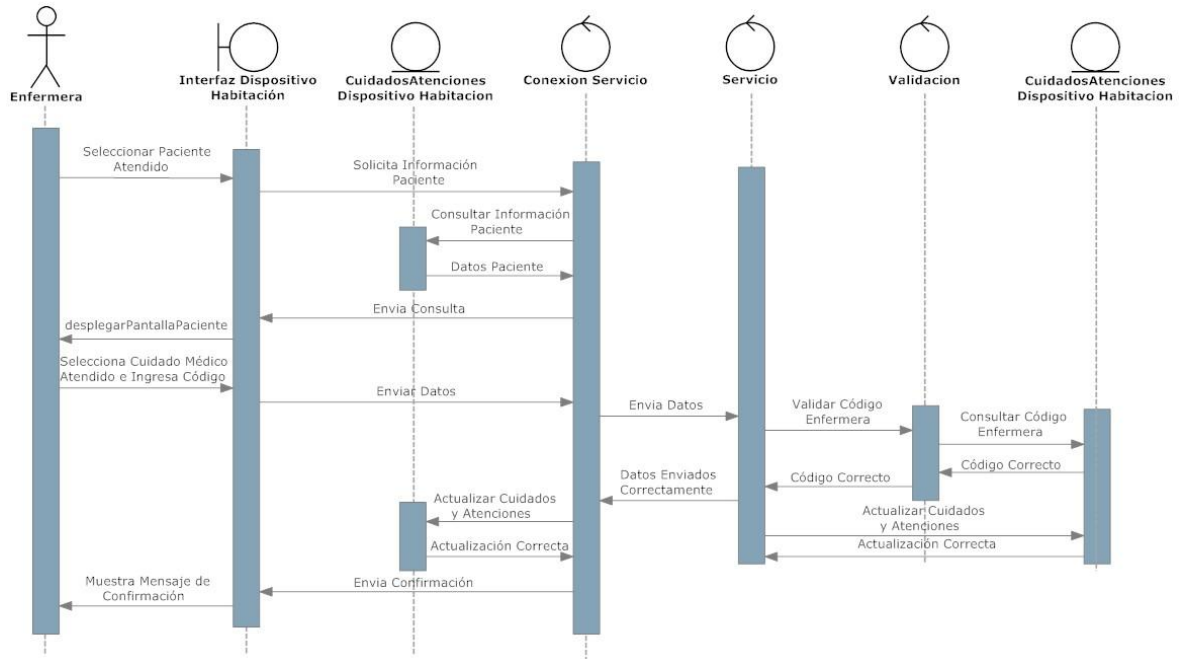 Enfermera
Interfaz Dispositivo
Habitación
CuidadosAtenciones
Dispositivo Habitacion
Conexion Servicio
Servicio
Validacion
CuidadosAtenciones
Dispositivo Habitacion
Seleccionar Paciente
Atendido
Solicita Información
Paciente
Consultar Información
Paciente
Datos Paciente
Envia Consulta
desplegarPantallaPaciente
Selecciona Cuidado Médico
Atendido e Ingresa Código
Enviar Datos
Envia Datos
Validar Código
Enfermera
Consultar Código
Enfermera
Código Correcto
Código Correcto
Datos Enviados
Correctamente
Actualizar Cuidados
y Atenciones
Actualizar Cuidados
y Atenciones
Actualización Correcta
Actualización Correcta
Envia Confirmación
Muestra Mensaje de
Confirmación